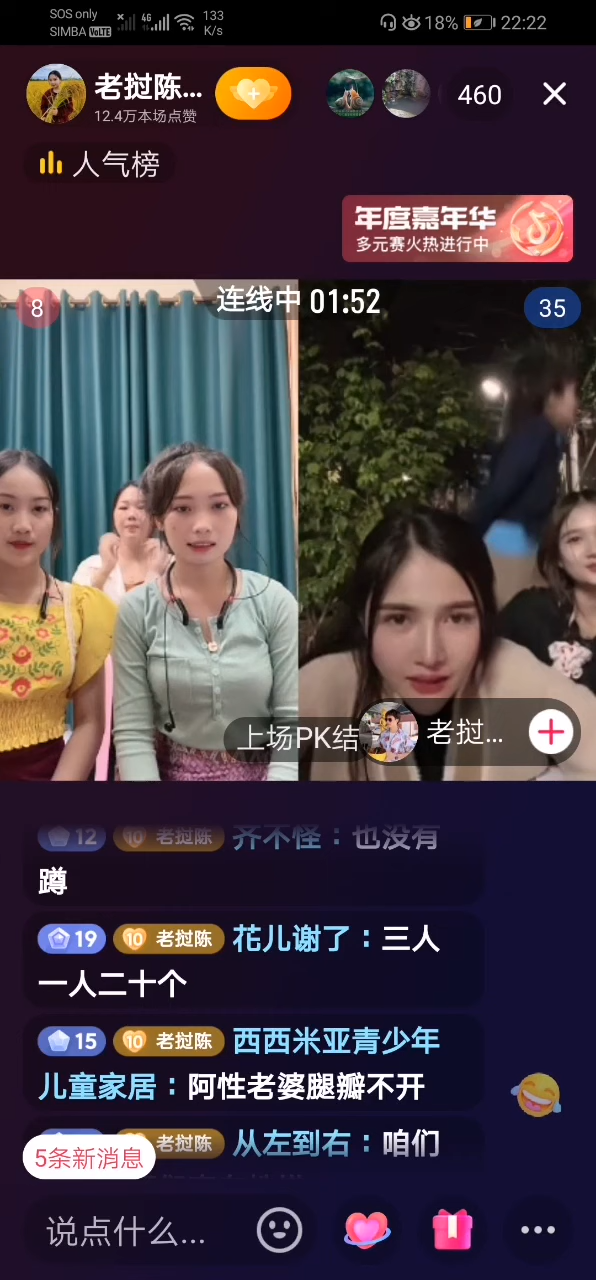 SOS only
SIMBA VoLTE
4G
133
K/s
18%
22:22
老挝陈...
12.4万本场点赞
460
人气榜
年度嘉年华
多元赛火热进行中
8
连线中 01:52
35
上场PK结
老挝...
12 10 老挝陈 齐不怪：也没有
蹲
19 10 老挝陈 花儿谢了：三人
一人二十个
15 10 老挝陈 西西米亚青少年
儿童家居：阿性老婆腿瓣不开
老挝陈 从左到右：咱们
5条新消息
说点什么...